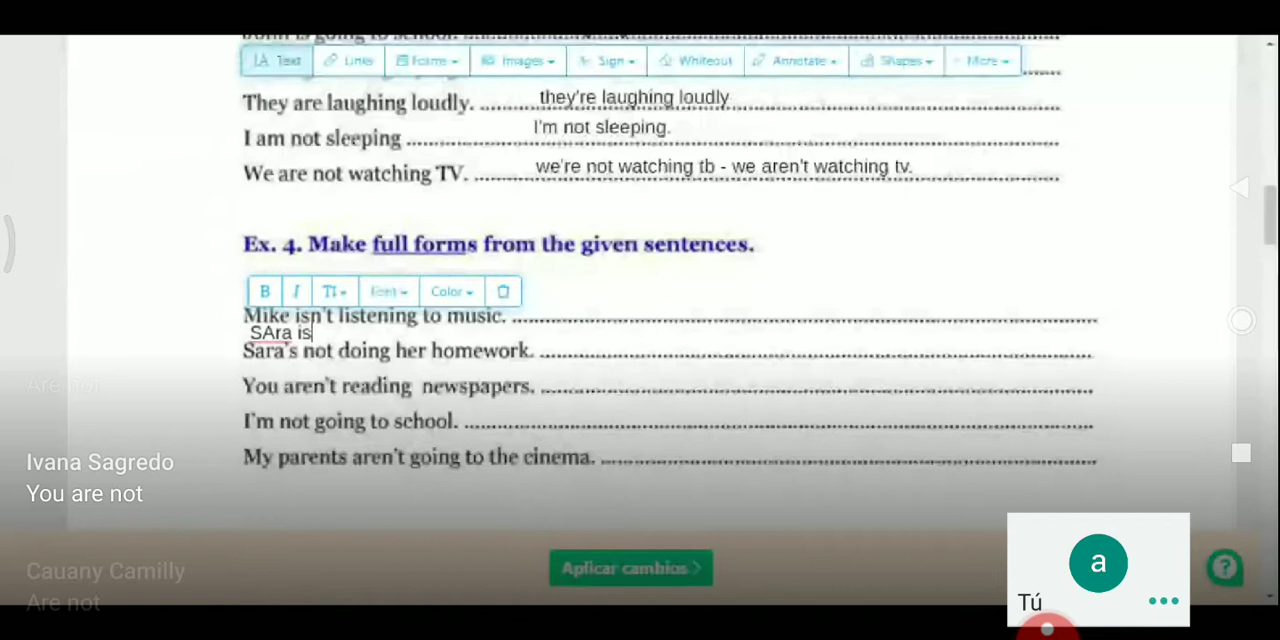 Text Links Forms Images Sign Whiteout Annotate Shapes More
They are laughing loudly. they're laughing loudly
I am not sleeping I'm not sleeping.
We are not watching TV. we're not watching tb - we aren't watching tv.
Ex. 4. Make full forms from the given sentences.
B I TI Font Color
Mike isn't listening to music.
SAra is
Sara's not doing her homework.
You aren't reading newspapers.
I'm not going to school.
My parents aren't going to the cinema.
Are not
Ivana Sagredo
You are not
Cauany Camilly
Are not
Aplicar cambios
a
Tú
?